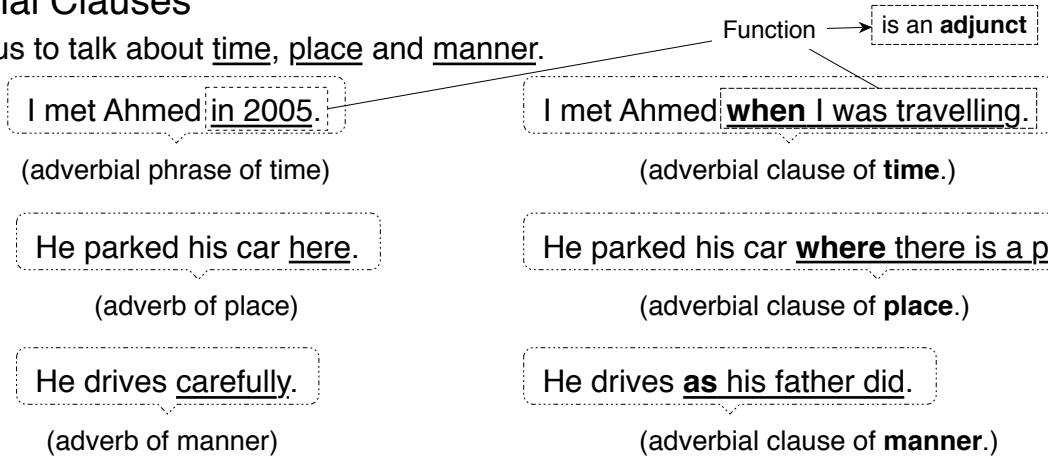 ial Clauses
us to talk about time, place and manner.
Function
is an adjunct
I met Ahmed in 2005.
I met Ahmed when I was travelling.
(adverbial phrase of time)
(adverbial clause of time.)
He parked his car here.
He parked his car where there is a p
(adverb of place)
(adverbial clause of place.)
He drives carefully.
He drives as his father did.
(adverb of manner)
(adverbial clause of manner.)